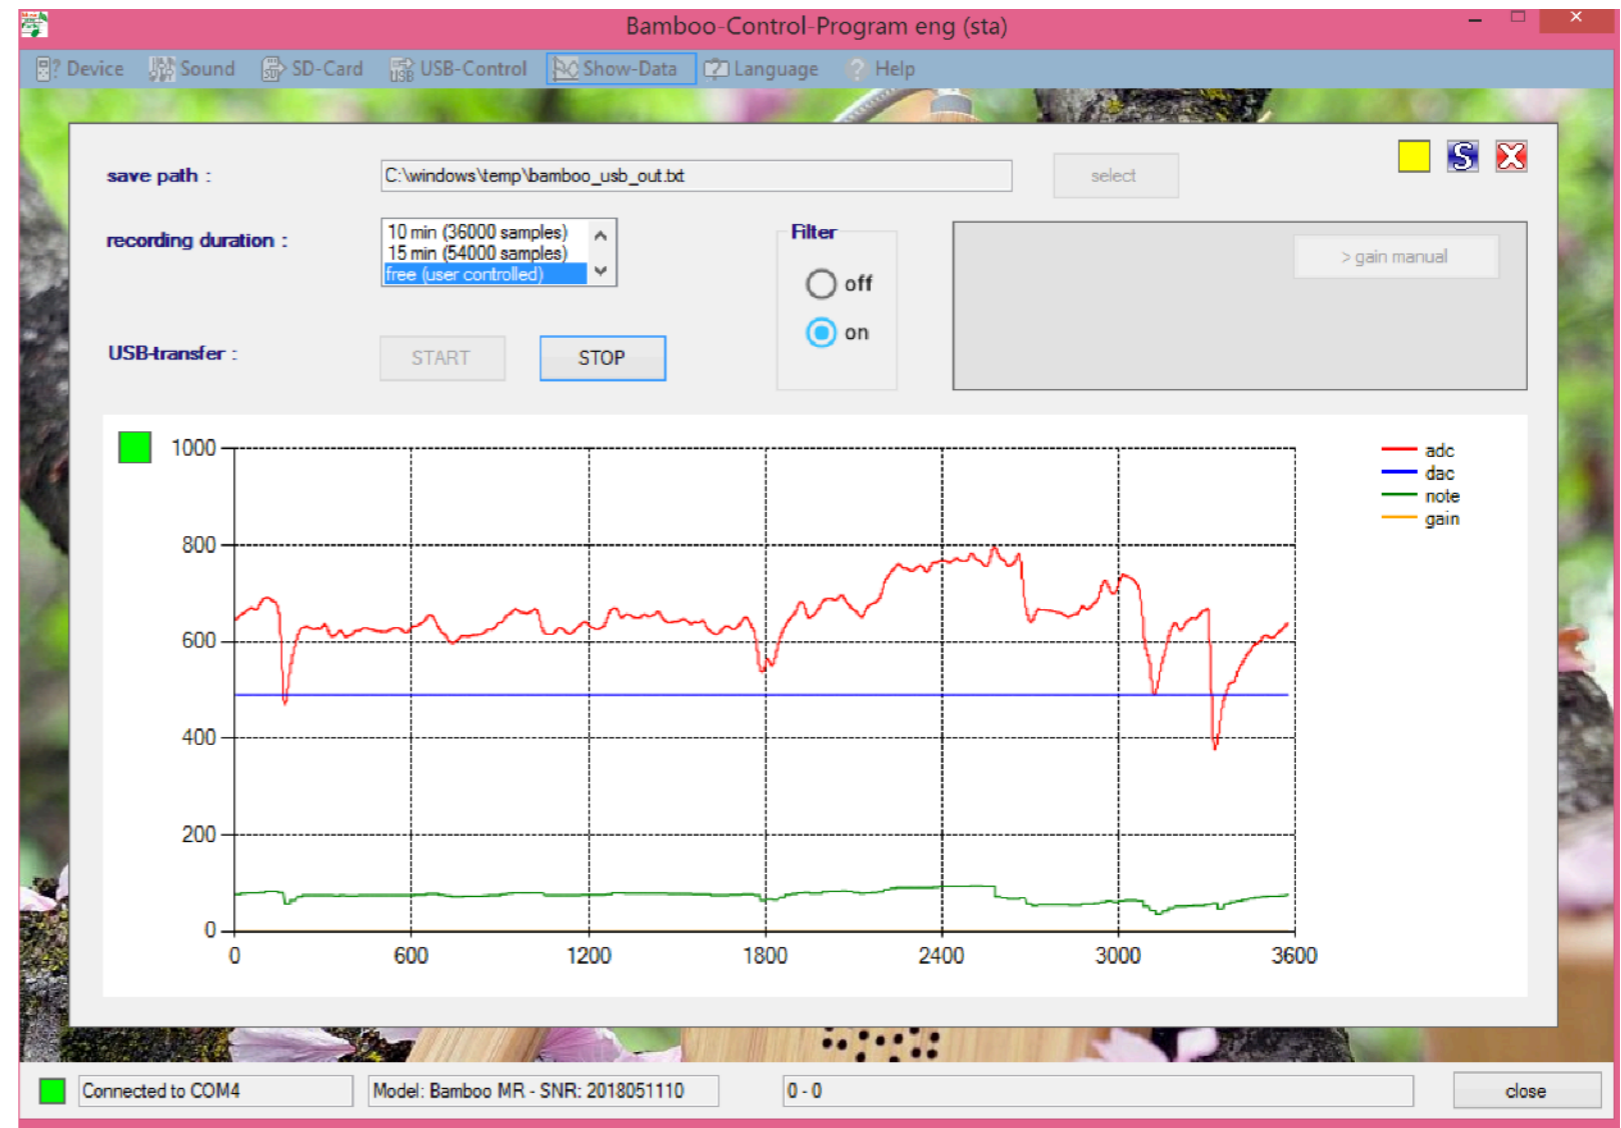 Bamboo-Control-Program eng (sta)
Device Sound SD-Card USB-Control Show-Data Language Help
save path :
C:\windows\temp\bamboo_usb_out.txt
select
S
recording duration :
10 min (36000 samples)
15 min (54000 samples)
free (user controlled)
Filter
off
on
> gain manual
USB-transfer :
START
STOP
1000
800
600
400
200
0
0 600 1200 1800 2400 3000 3600
adc
dac
note
gain
Connected to COM4
Model: Bamboo MR - SNR: 2018051110
0 - 0
close